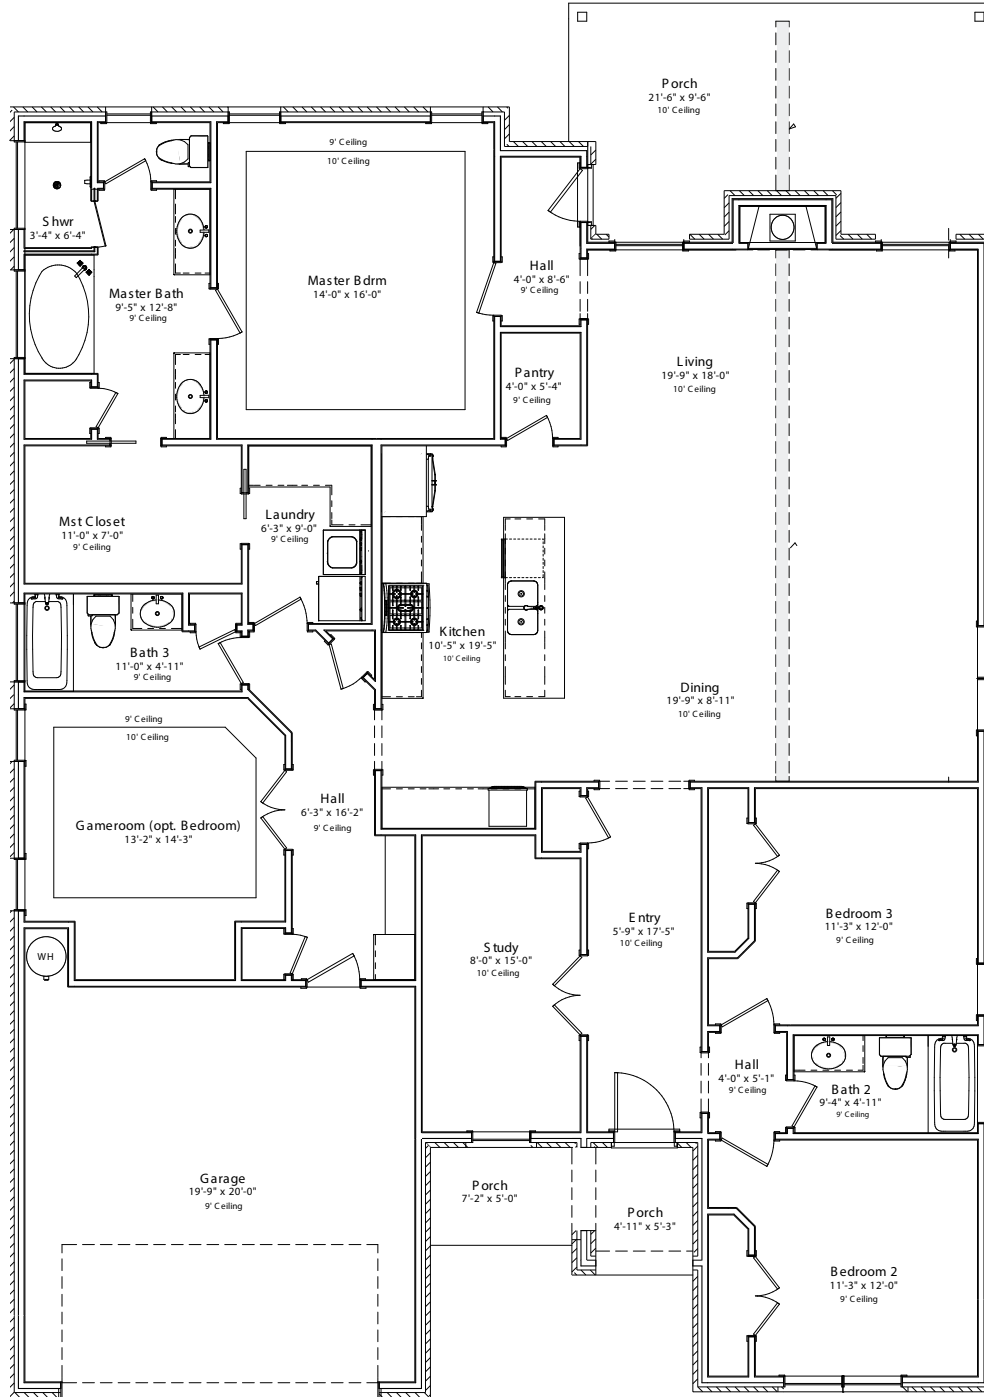 Porch
21'-6" x 9'-6"
10' Ceiling
9' Ceiling
10' Ceiling
Shwr
3'-4" x 6'-4"
Master Bath
9'-5" x 12'-8"
9' Ceiling
Master Bdrm
14'-0" x 16'-0"
Hall
4'-0" x 8'-6"
9' Ceiling
Living
19'-9" x 18'-0"
10' Ceiling
Pantry
4'-0" x 5'-4"
9' Ceiling
Mst Closet
11'-0" x 7'-0"
9' Ceiling
Laundry
6'-3" x 9'-0"
9' Ceiling
Kitchen
10'-5" x 19'-5"
10' Ceiling
Bath 3
11'-0" x 4'-11"
9' Ceiling
Dining
19'-9" x 8'-11"
10' Ceiling
9' Ceiling
10' Ceiling
Gameroom (opt. Bedroom)
13'-2" x 14'-3"
Hall
6'-3" x 16'-2"
9' Ceiling
WH
Study
8'-0" x 15'-0"
10' Ceiling
Entry
5'-9" x 17'-5"
10' Ceiling
Bedroom 3
11'-3" x 12'-0"
9' Ceiling
Hall
4'-0" x 5'-1"
9' Ceiling
Bath 2
9'-4" x 4'-11"
9' Ceiling
Garage
19'-9" x 20'-0"
9' Ceiling
Porch
7'-2" x 5'-0"
Porch
4'-11" x 5'-3"
Bedroom 2
11'-3" x 12'-0"
9' Ceiling